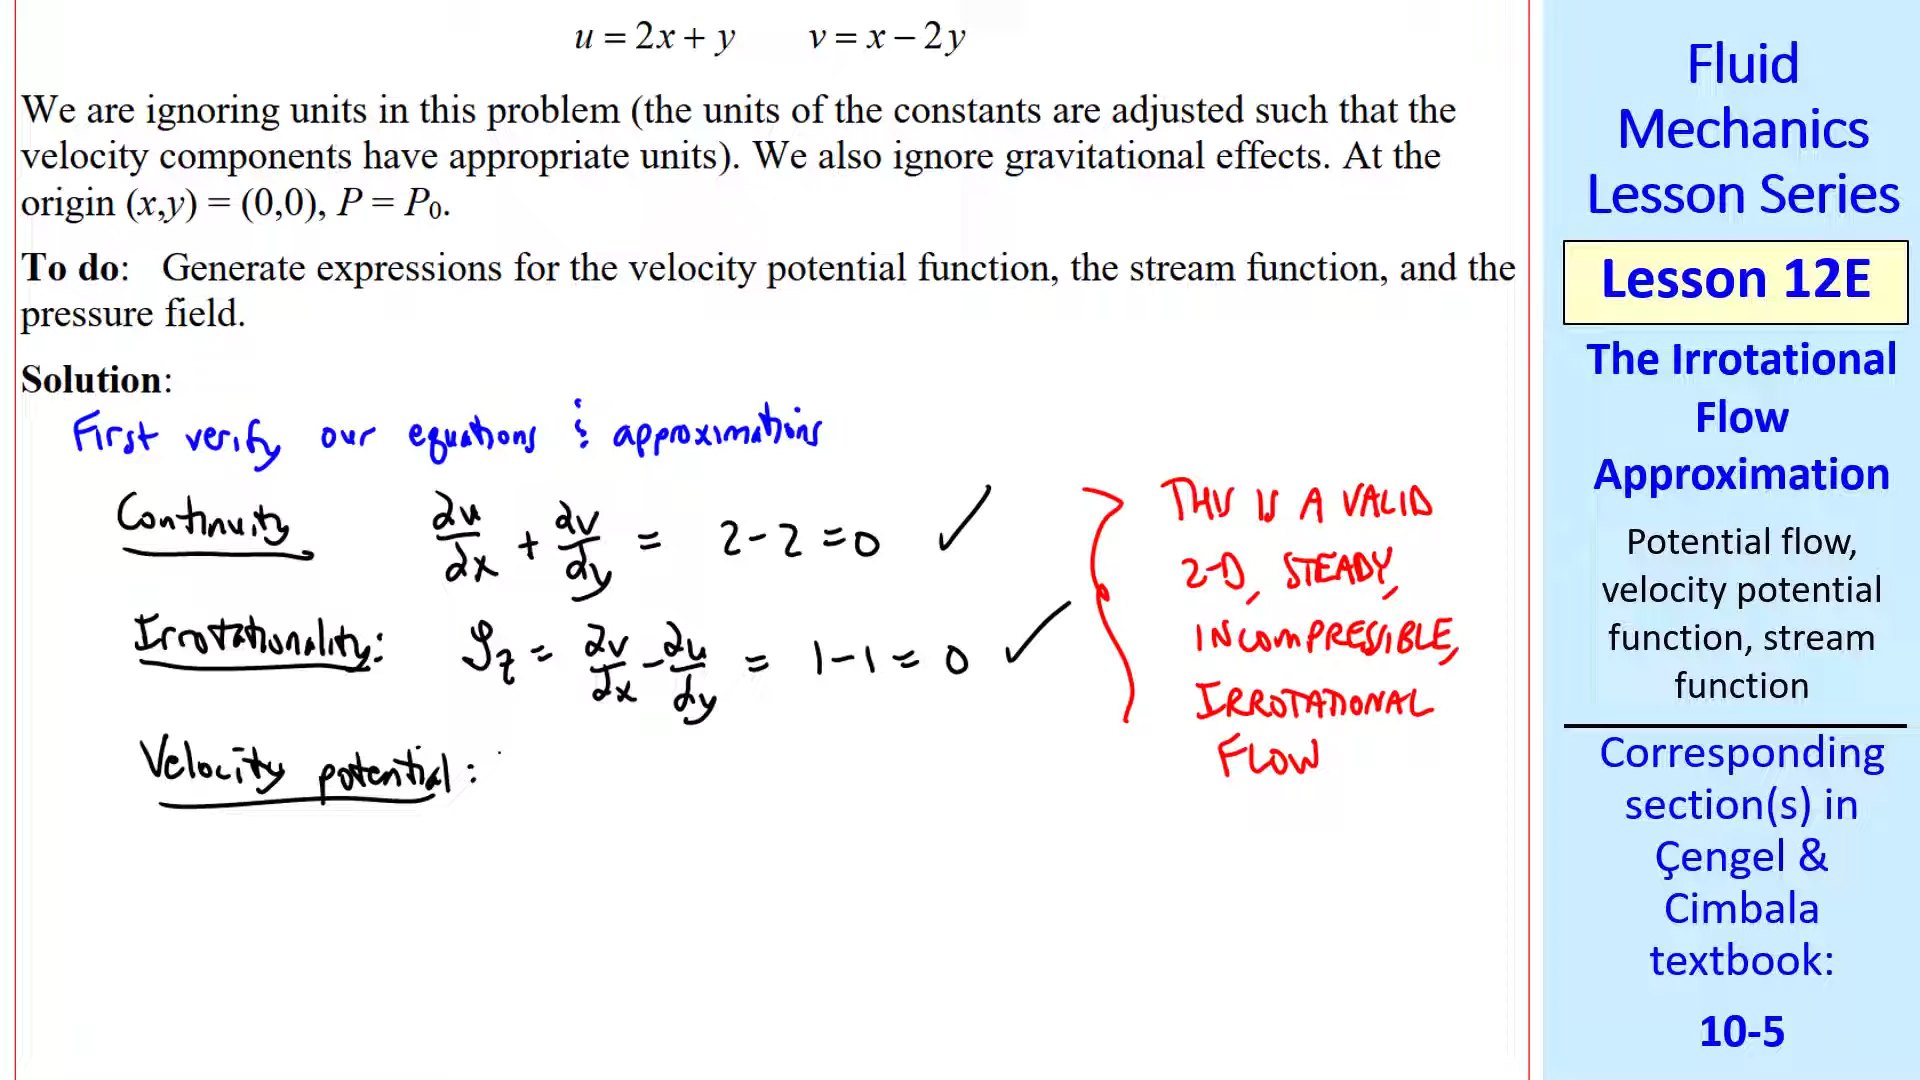 u = 2x + y    v = x − 2y
We are ignoring units in this problem (the units of the constants are adjusted such that the
velocity components have appropriate units). We also ignore gravitational effects. At the
origin (x,y) = (0,0), P = P₀.
To do: Generate expressions for the velocity potential function, the stream function, and the
pressure field.
Solution:
First verify our equations & approximations
Continuity ∂u/∂x + ∂v/∂y = 2 - 2 = 0 ✓
Irrotationality: ζz = ∂v/∂x - ∂u/∂y = 1 - 1 = 0 ✓
Velocity potential:
THIS IS A VALID
2-D, STEADY,
INCOMPRESSIBLE,
IRROTATIONAL
FLOW
Fluid
Mechanics
Lesson Series
Lesson 12E
The Irrotational
Flow
Approximation
Potential flow,
velocity potential
function, stream
function
Corresponding
section(s) in
Çengel &
Cimbala
textbook:
10-5